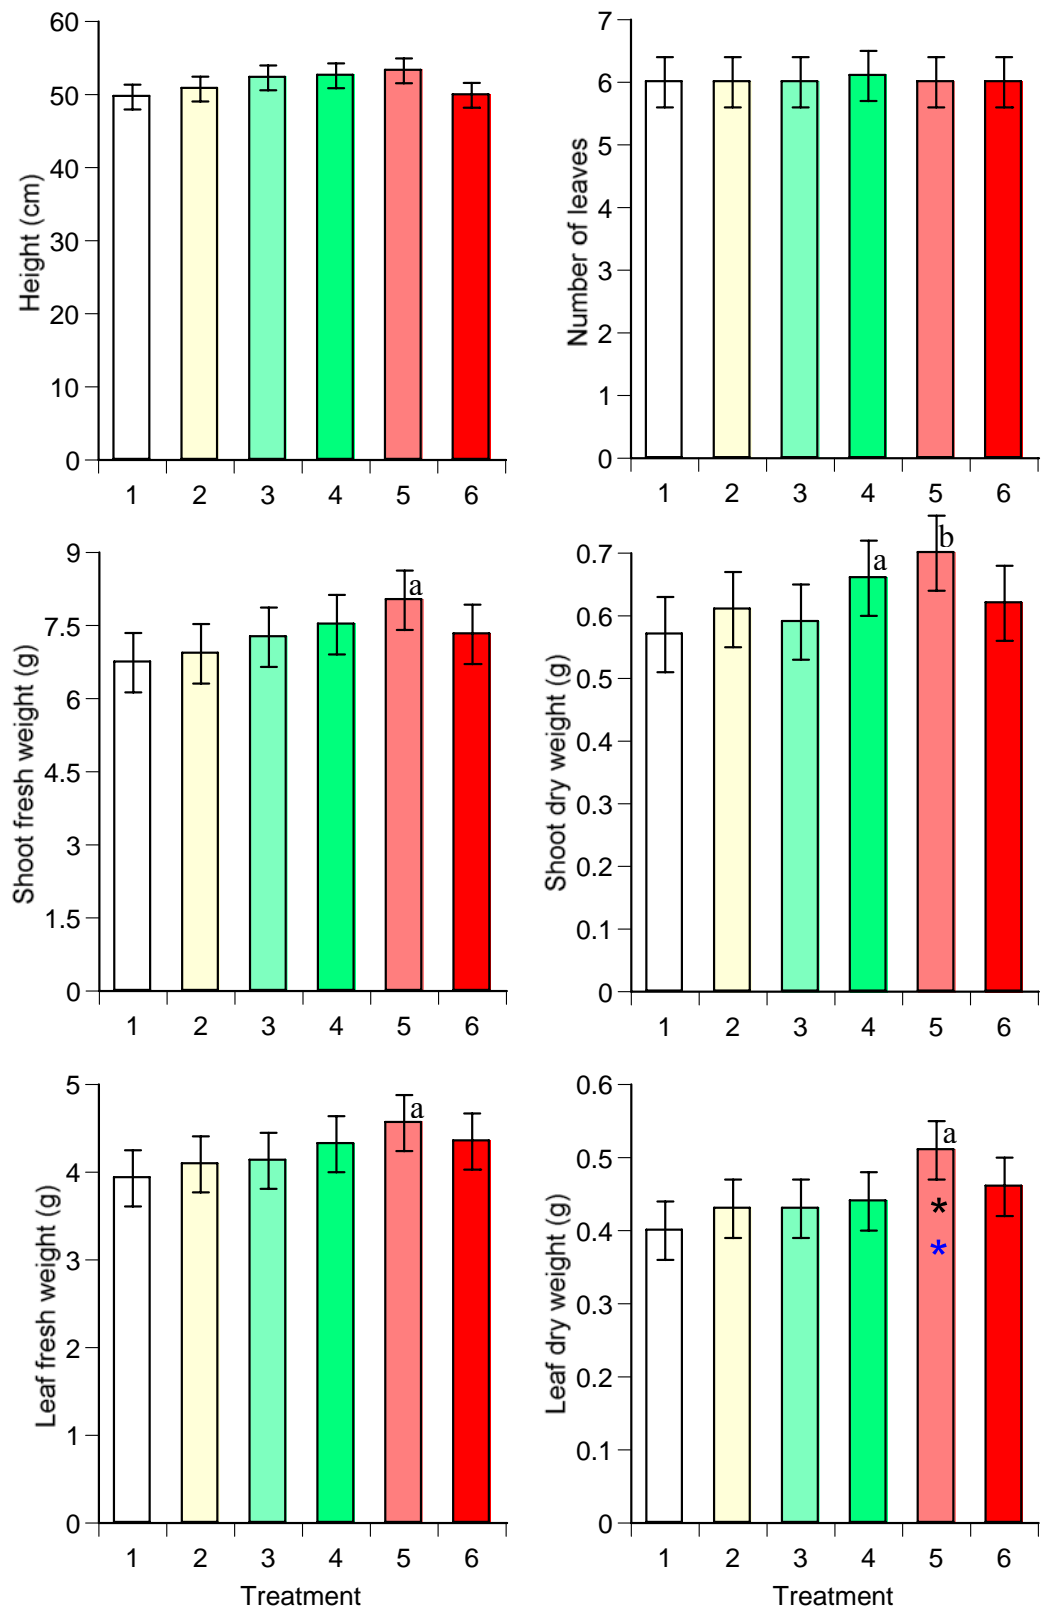 Height (cm)
60
50
40
30
20
10
0
1 2 3 4 5 6
Number of leaves
7
6
5
4
3
2
1
0
1 2 3 4 5 6
Shoot fresh weight (g)
9
7.5
6
4.5
3
1.5
0
a
1 2 3 4 5 6
Shoot dry weight (g)
0.7
0.6
0.5
0.4
0.3
0.2
0.1
0
a
b
1 2 3 4 5 6
Leaf fresh weight (g)
5
4
3
2
1
0
a
1 2 3 4 5 6
Treatment
Leaf dry weight (g)
0.6
0.5
0.4
0.3
0.2
0.1
0
a
*
*
1 2 3 4 5 6
Treatment